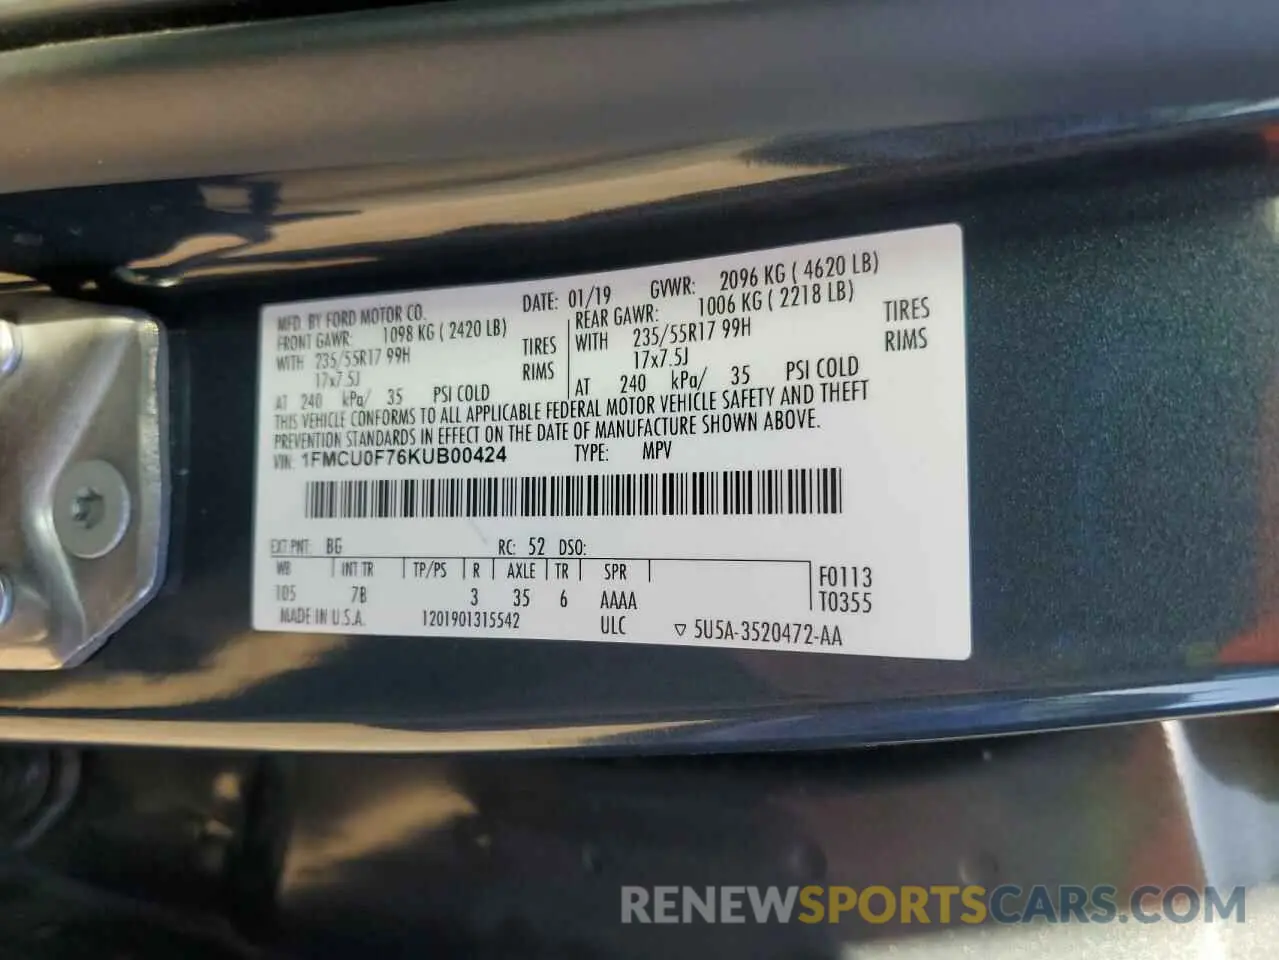 MFD. BY FORD MOTOR CO. DATE: 01/19 GVWR: 2096 KG ( 4620 LB)
FRONT GAWR: 1098 KG ( 2420 LB) REAR GAWR: 1006 KG ( 2218 LB)
WITH 235/55R17 99H TIRES WITH 235/55R17 99H TIRES
17x7.5J RIMS 17x7.5J RIMS
AT 240 kPa/ 35 PSI COLD AT 240 kPa/ 35 PSI COLD
THIS VEHICLE CONFORMS TO ALL APPLICABLE FEDERAL MOTOR VEHICLE SAFETY AND THEFT
PREVENTION STANDARDS IN EFFECT ON THE DATE OF MANUFACTURE SHOWN ABOVE.
VIN: 1FMCU0F76KUB00424 TYPE: MPV
EXT PNT: BG RC: 52 DSO:
WB INT TR TP/PS R AXLE TR SPR F0113
105 7B 3 35 6 AAAA T0355
MADE IN U.S.A. 1201901315542 ULC ▽ 5U5A-3520472-AA
RENEWSPORTSCARS.COM